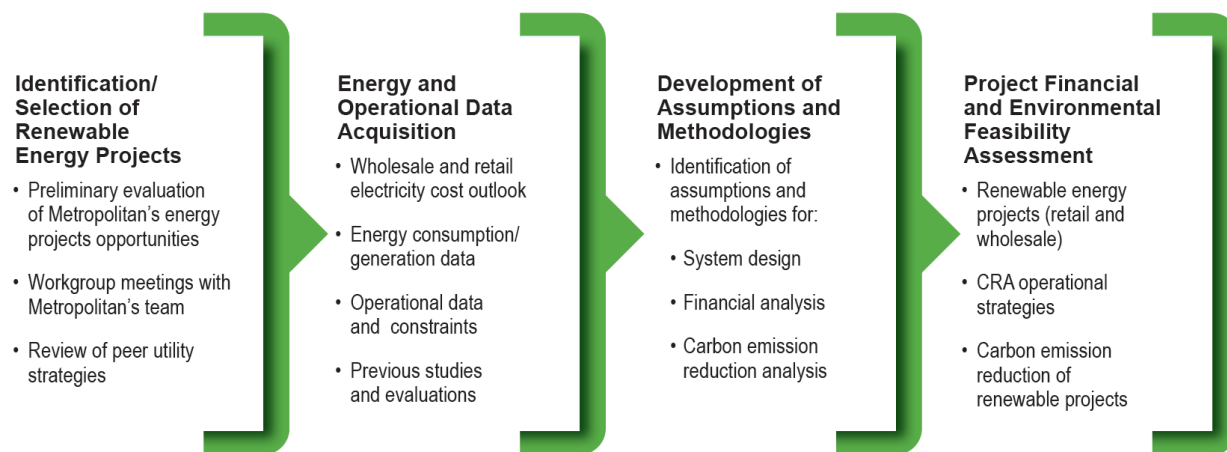 Identification/
Selection of
Renewable
Energy Projects
• Preliminary evaluation
of Metropolitan's energy
projects opportunities
• Workgroup meetings with
Metropolitan's team
• Review of peer utility
strategies
Energy and
Operational Data
Acquisition
• Wholesale and retail
electricity cost outlook
• Energy consumption/
generation data
• Operational data
and constraints
• Previous studies
and evaluations
Development of
Assumptions and
Methodologies
• Identification of
assumptions and
methodologies for:
• System design
• Financial analysis
• Carbon emission
reduction analysis
Project Financial
and Environmental
Feasibility
Assessment
• Renewable energy
projects (retail and
wholesale)
• CRA operational
strategies
• Carbon emission
reduction of
renewable projects